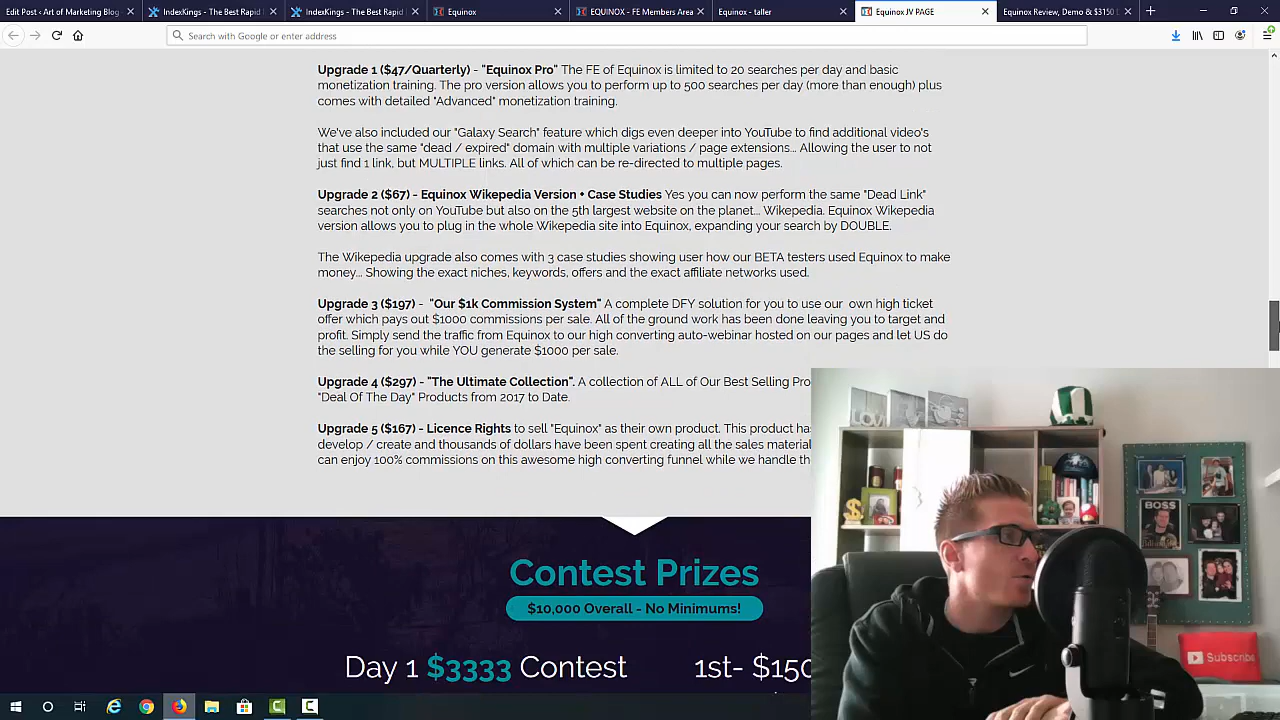 Edit Post ‹ Art of Marketing Blog
IndexKings - The Best Rapid
IndexKings - The Best Rapid
Equinox
EQUINOX - FE Members Area
Equinox - taller
Equinox JV PAGE
Equinox Review, Demo & $3150
Search with Google or enter address
Upgrade 1 ($47/Quarterly) - "Equinox Pro" The FE of Equinox is limited to 20 searches per day and basic
monetization training. The pro version allows you to perform up to 500 searches per day (more than enough) plus
comes with detailed "Advanced" monetization training.
We've also included our "Galaxy Search" feature which digs even deeper into YouTube to find additional video's
that use the same "dead / expired" domain with multiple variations / page extensions... Allowing the user to not
just find 1 link, but MULTIPLE links. All of which can be re-directed to multiple pages.
Upgrade 2 ($67) - Equinox Wikepedia Version + Case Studies Yes you can now perform the same "Dead Link"
searches not only on YouTube but also on the 5th largest website on the planet... Wikepedia. Equinox Wikepedia
version allows you to plug in the whole Wikepedia site into Equinox, expanding your search by DOUBLE.
The Wikepedia upgrade also comes with 3 case studies showing user how our BETA testers used Equinox to make
money... Showing the exact niches, keywords, offers and the exact affiliate networks used.
Upgrade 3 ($197) - "Our $1k Commission System" A complete DFY solution for you to use our own high ticket
offer which pays out $1000 commissions per sale. All of the ground work has been done leaving you to target and
profit. Simply send the traffic from Equinox to our high converting auto-webinar hosted on our pages and let US do
the selling for you while YOU generate $1000 per sale.
Upgrade 4 ($297) - "The Ultimate Collection". A collection of ALL of Our Best Selling Pro
"Deal Of The Day" Products from 2017 to Date.
Upgrade 5 ($167) - Licence Rights to sell "Equinox" as their own product. This product ha
develop / create and thousands of dollars have been spent creating all the sales material
can enjoy 100% commissions on this awesome high converting funnel while we handle th
Contest Prizes
$10,000 Overall - No Minimums!
Day 1 $3333 Contest
1st- $150
BOSS
Subscribe